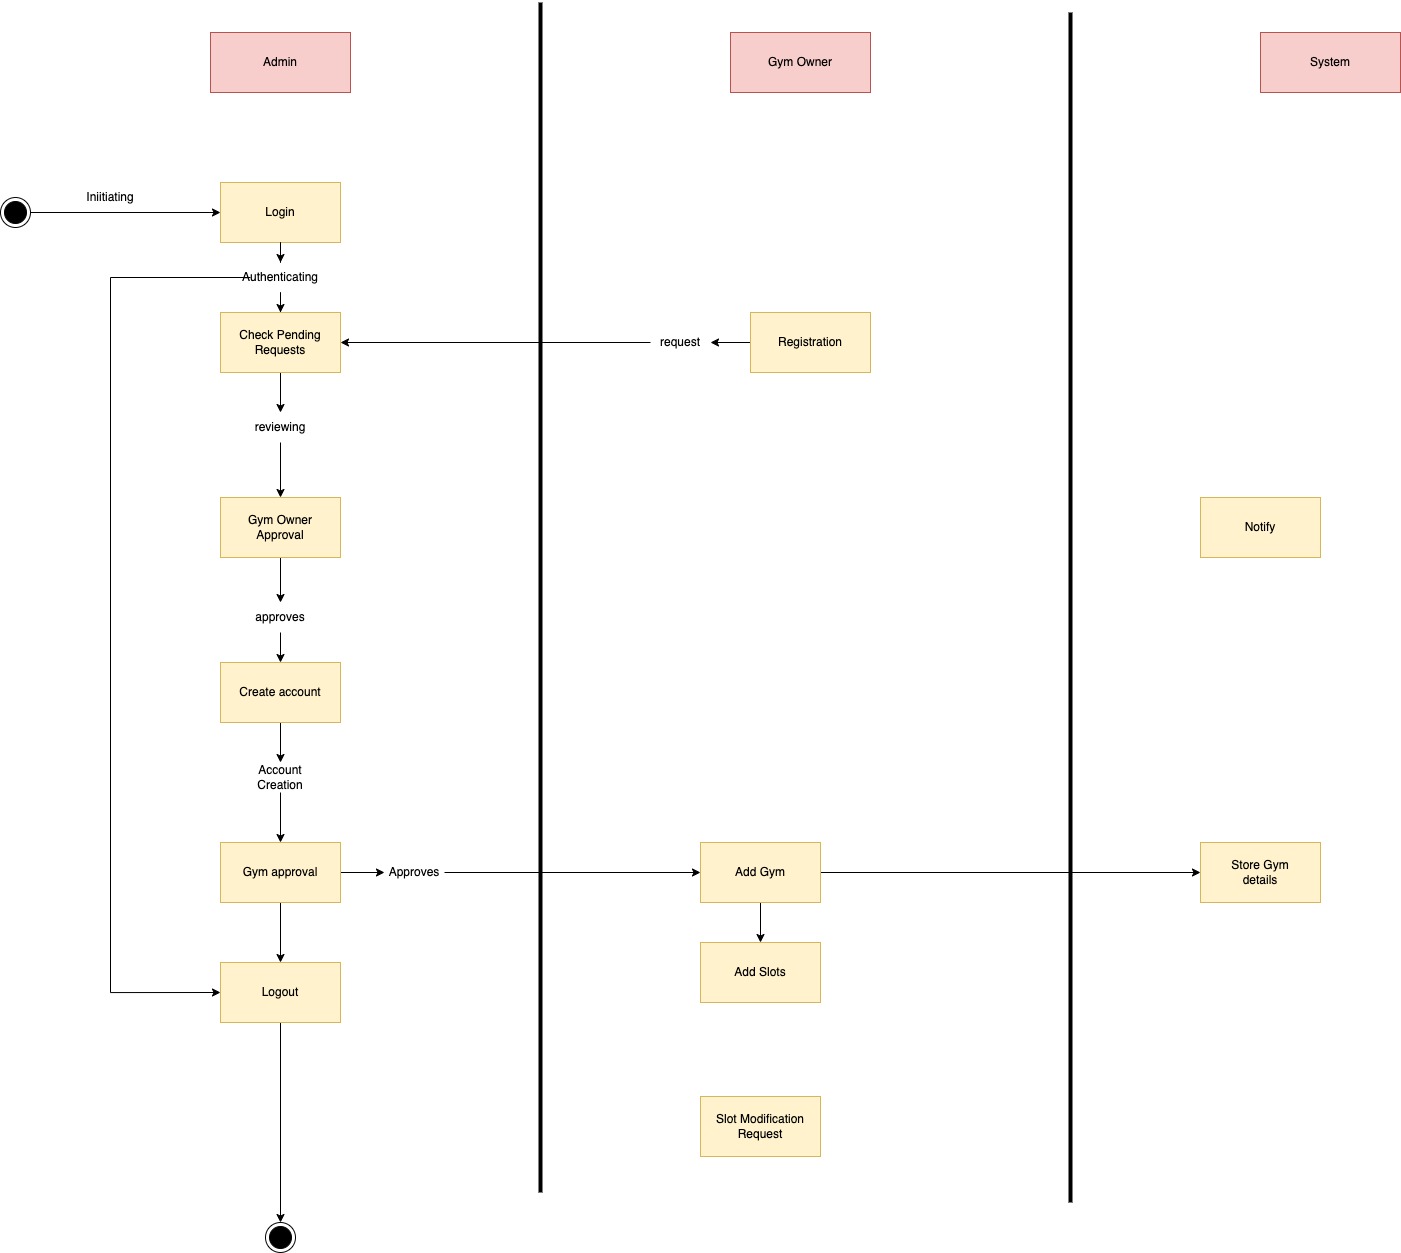 Admin
Gym Owner
System
Iniitiating
Login
Authenticating
Check Pending
Requests
request
Registration
reviewing
Gym Owner
Approval
Notify
approves
Create account
Account
Creation
Gym approval
Approves
Add Gym
Store Gym
details
Add Slots
Logout
Slot Modification
Request